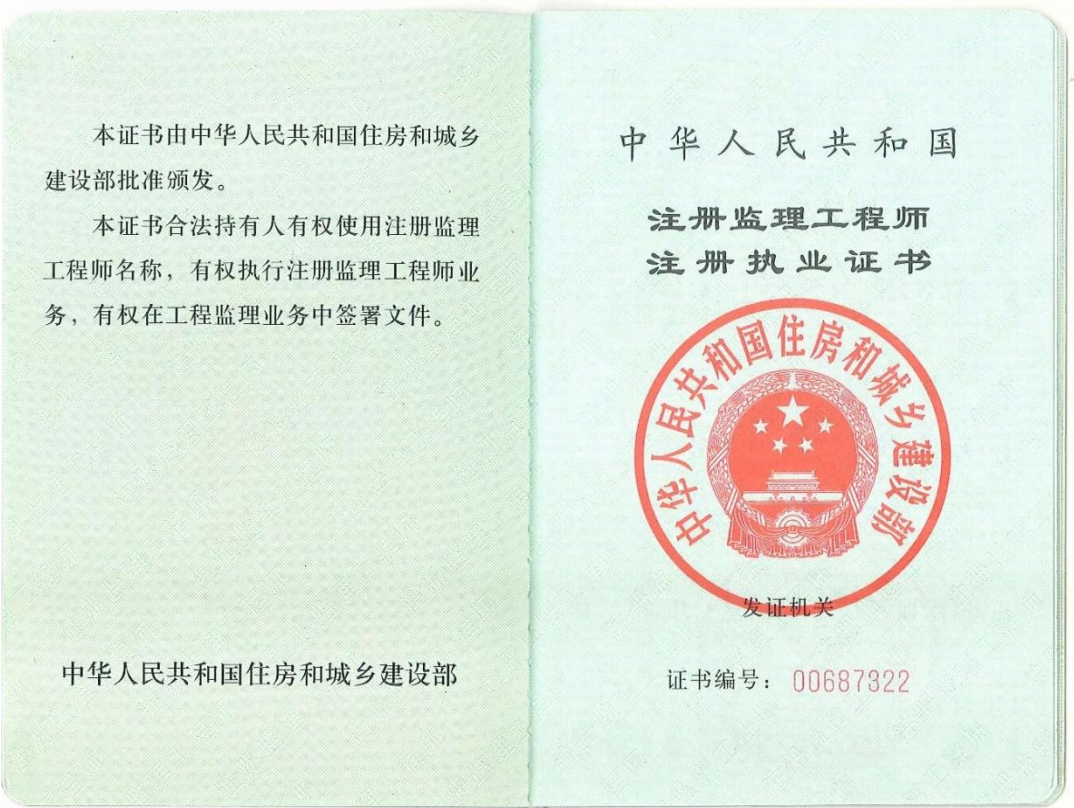 本证书由中华人民共和国住房和城乡
建设部批准颁发。
本证书合法持有人有权使用注册监理
工程师名称，有权执行注册监理工程师业
务，有权在工程监理业务中签署文件。
中华人民共和国住房和城乡建设部
中华人民共和国
注册监理工程师
注册执业证书
中华人民共和国住房和城乡建设部
发证机关
证书编号：00687322